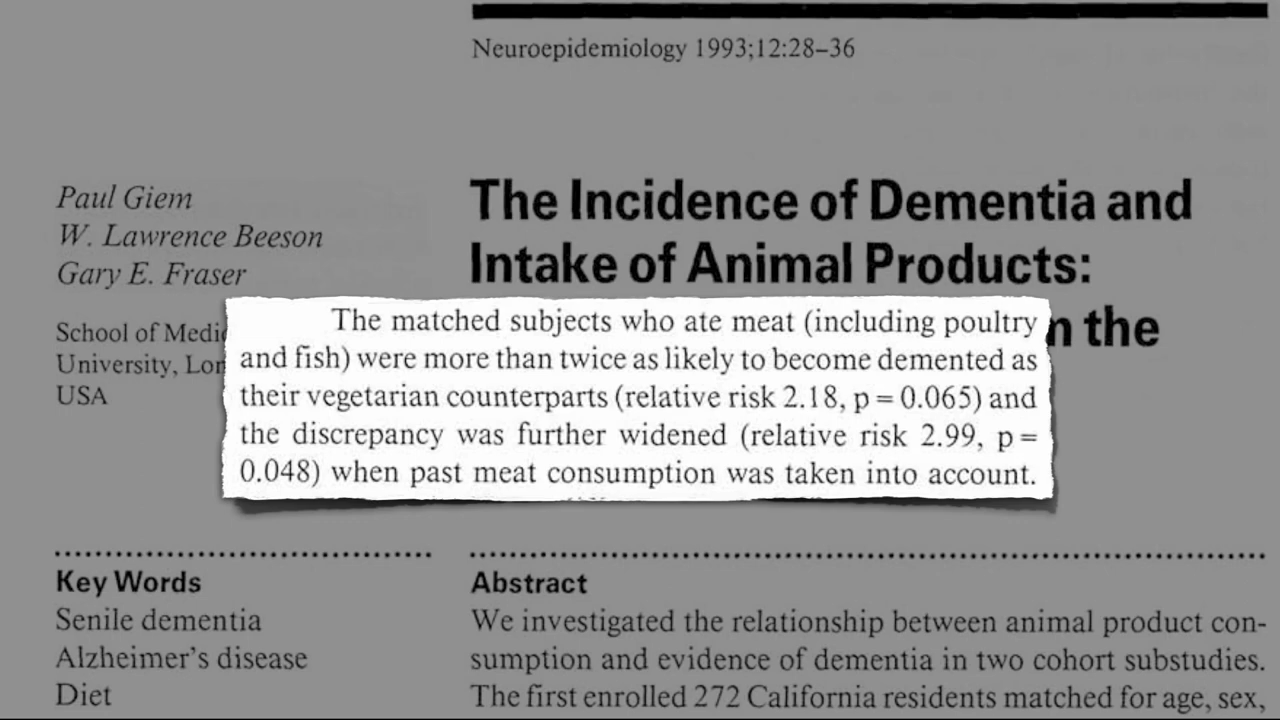 Neuroepidemiology 1993;12:28–36
Paul Giem
W. Lawrence Beeson
Gary E. Fraser
School of Medi
University, Lo
USA
The Incidence of Dementia and
Intake of Animal Products:
the
The matched subjects who ate meat (including poultry
and fish) were more than twice as likely to become demented as
their vegetarian counterparts (relative risk 2.18, p = 0.065) and
the discrepancy was further widened (relative risk 2.99, p =
0.048) when past meat consumption was taken into account.
Key Words
Senile dementia
Alzheimer's disease
Diet
Abstract
We investigated the relationship between animal product con-
sumption and evidence of dementia in two cohort substudies.
The first enrolled 272 California residents matched for age, sex,